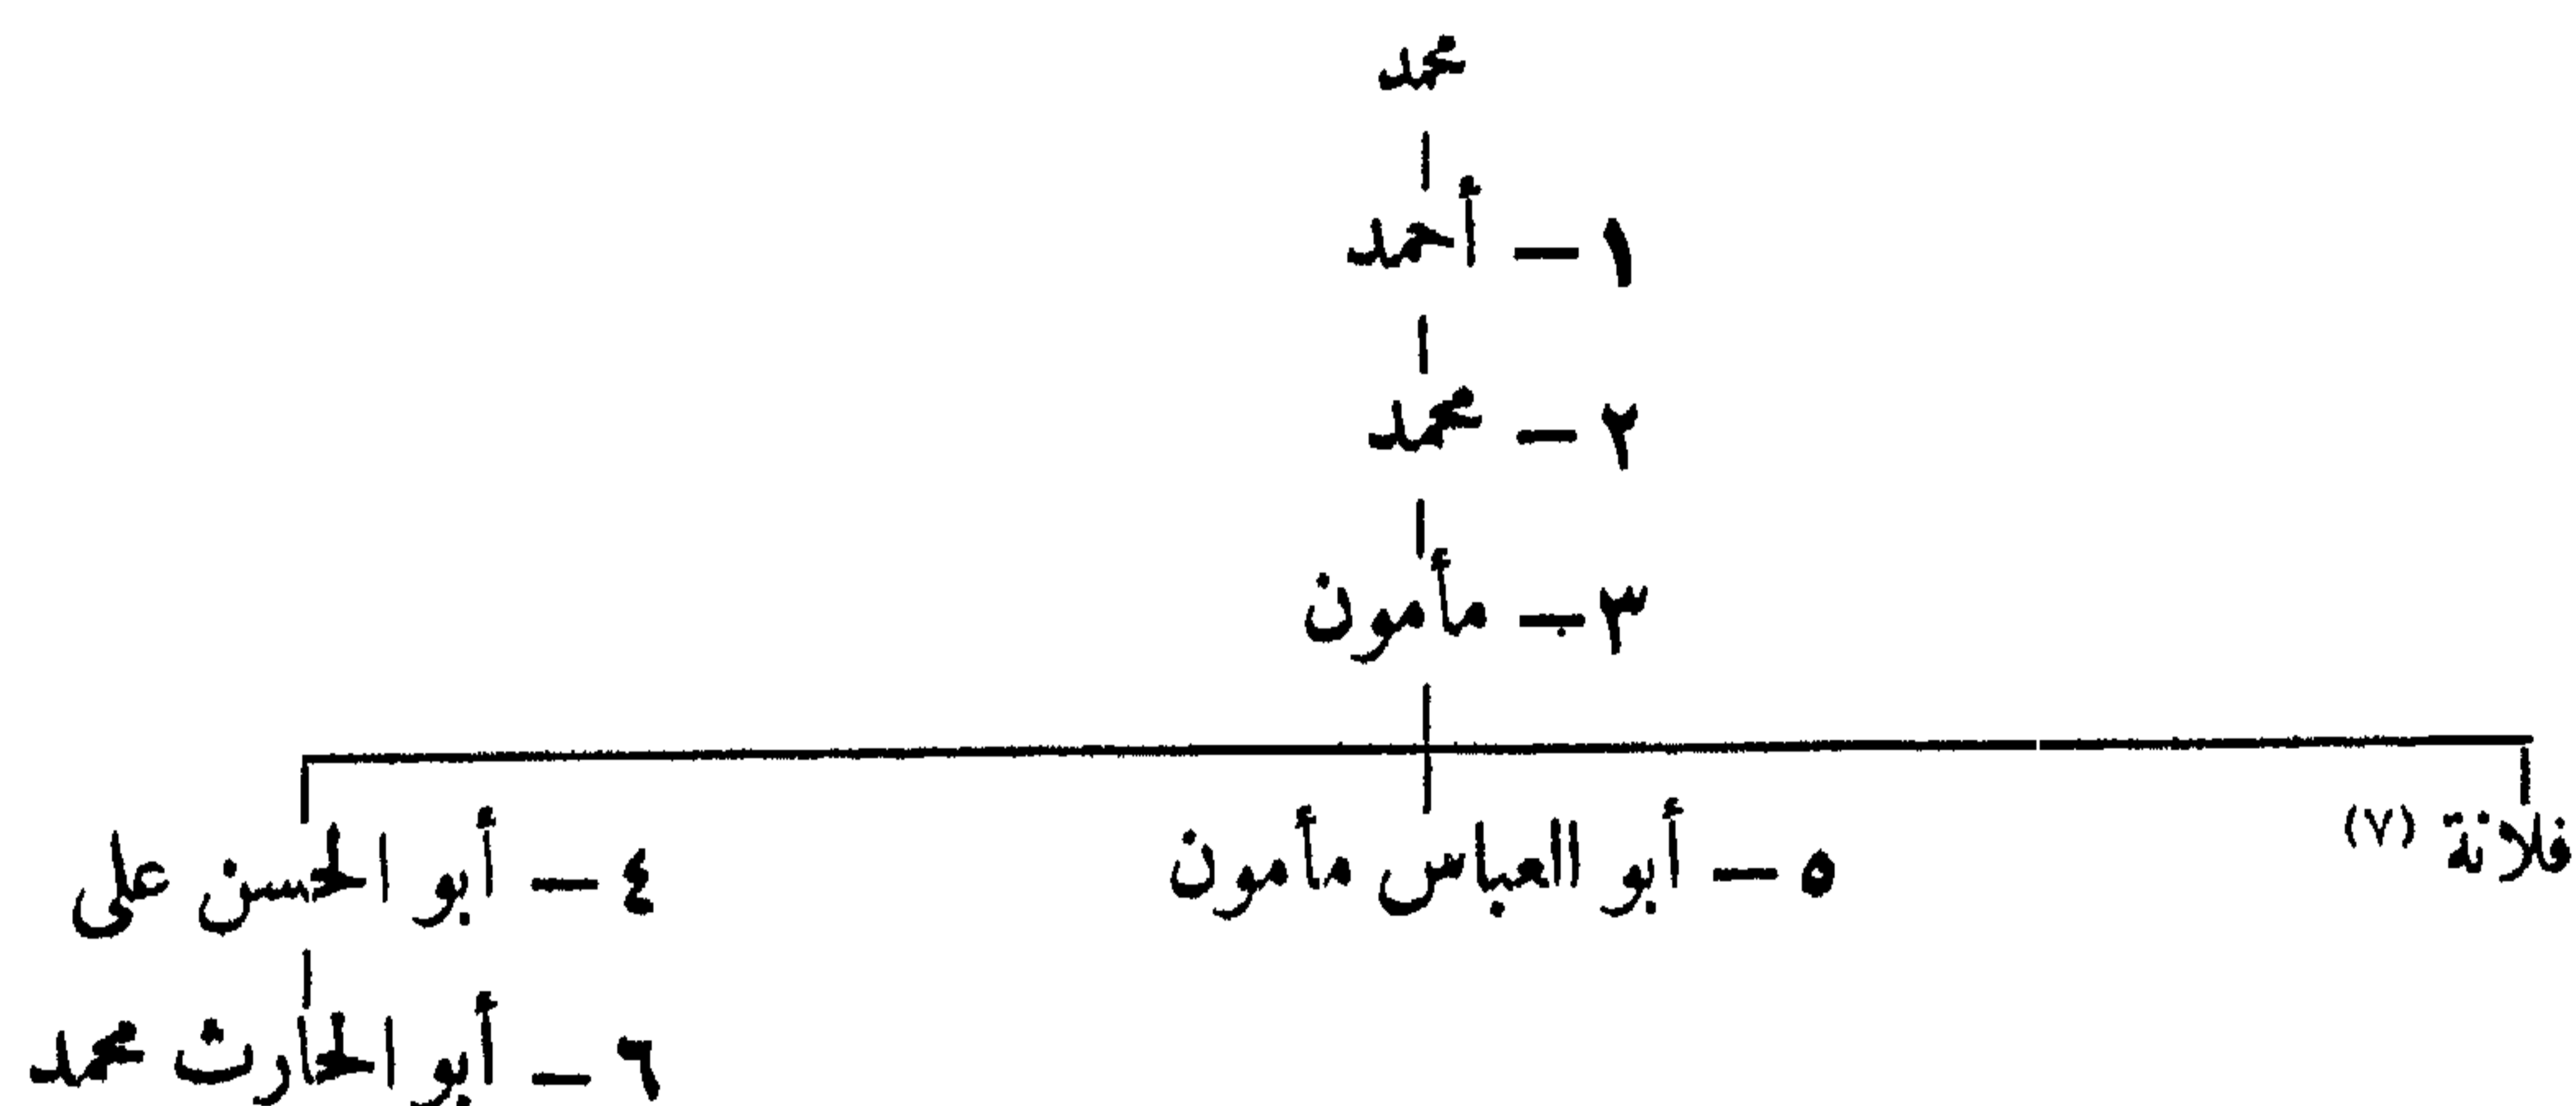 محمد
١ – أحمد
٢ – محمد
٣ – مأمون
فلانة (٧)
٥ – أبو العباس مأمون
٤ – أبو الحسن على
٦ – أبو الحارث محمد